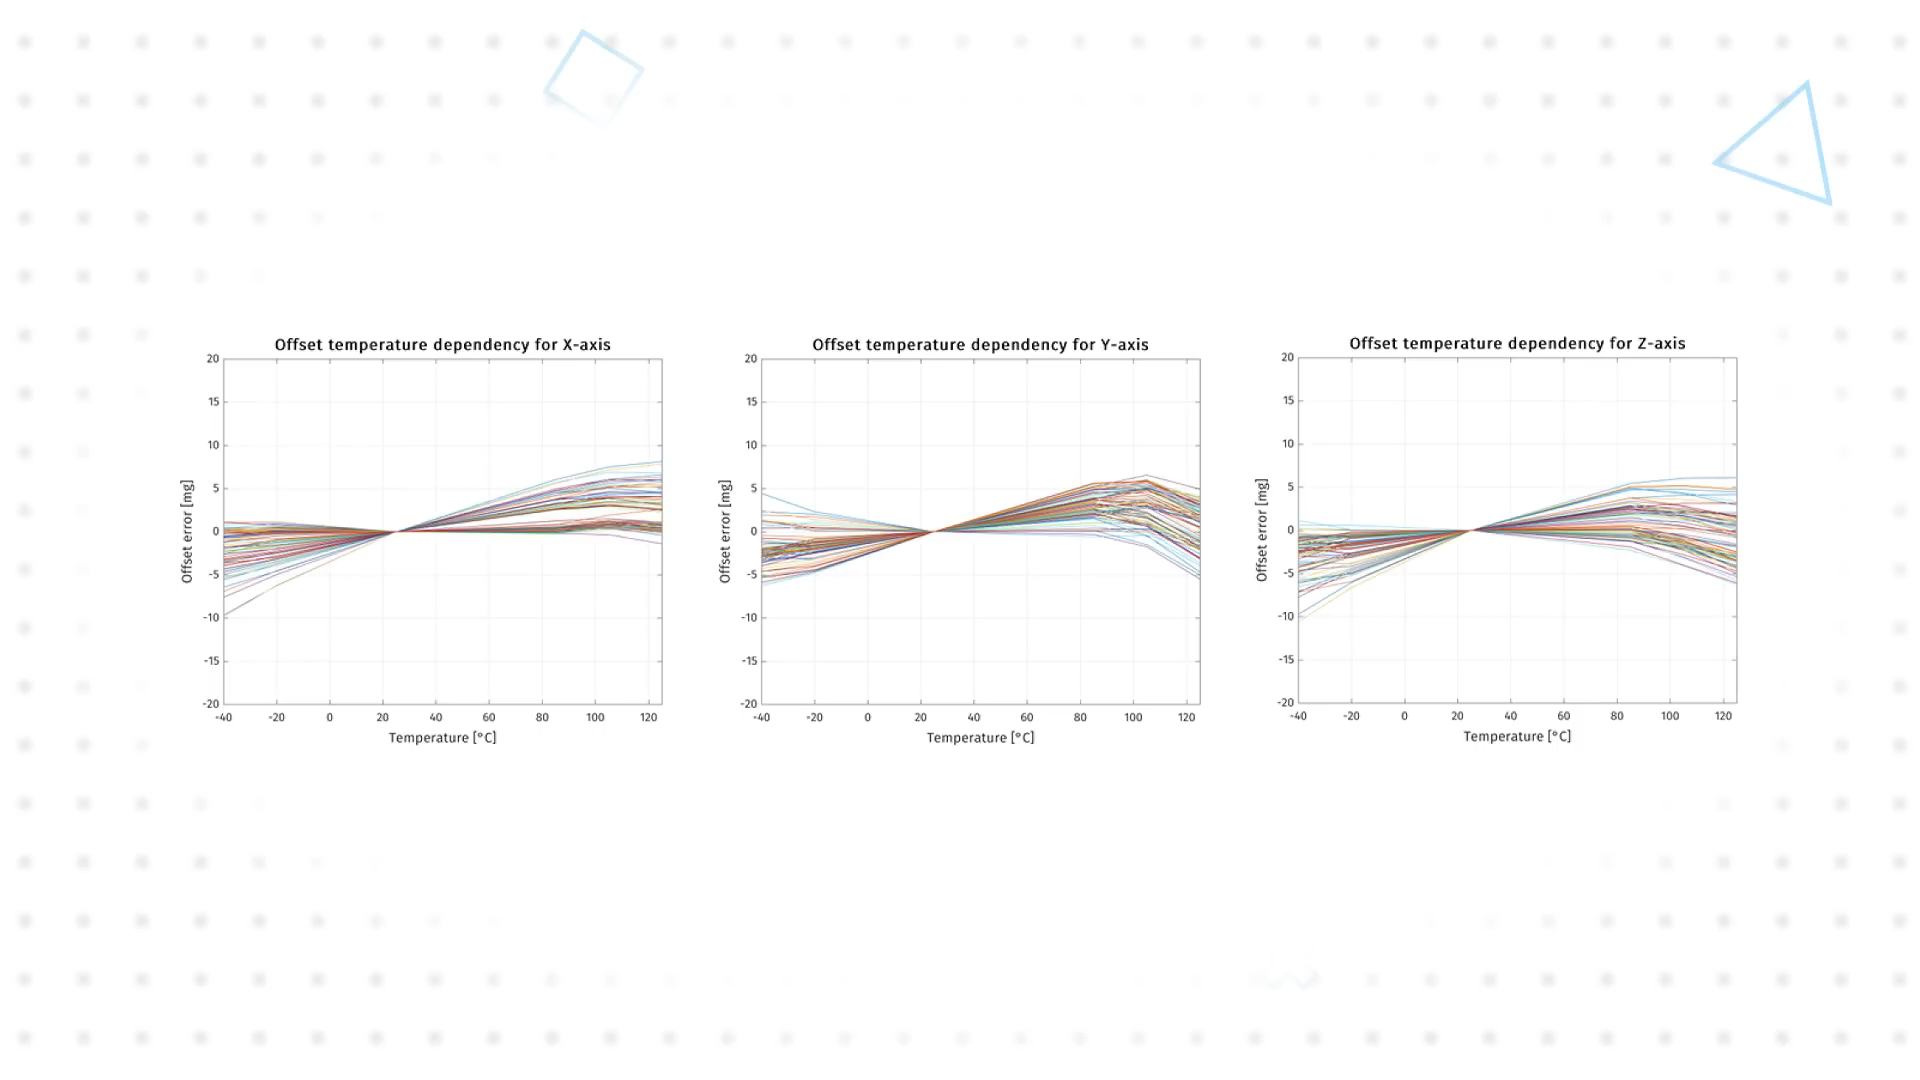 Offset temperature dependency for X-axis
20
15
10
5
0
-5
-10
-15
-20
Offset error [mg]
-40 -20 0 20 40 60 80 100 120
Temperature [°C]
Offset temperature dependency for Y-axis
20
15
10
5
0
-5
-10
-15
-20
Offset error [mg]
-40 -20 0 20 40 60 80 100 120
Temperature [°C]
Offset temperature dependency for Z-axis
20
15
10
5
0
-5
-10
-15
-20
Offset error [mg]
-40 -20 0 20 40 60 80 100 120
Temperature [°C]